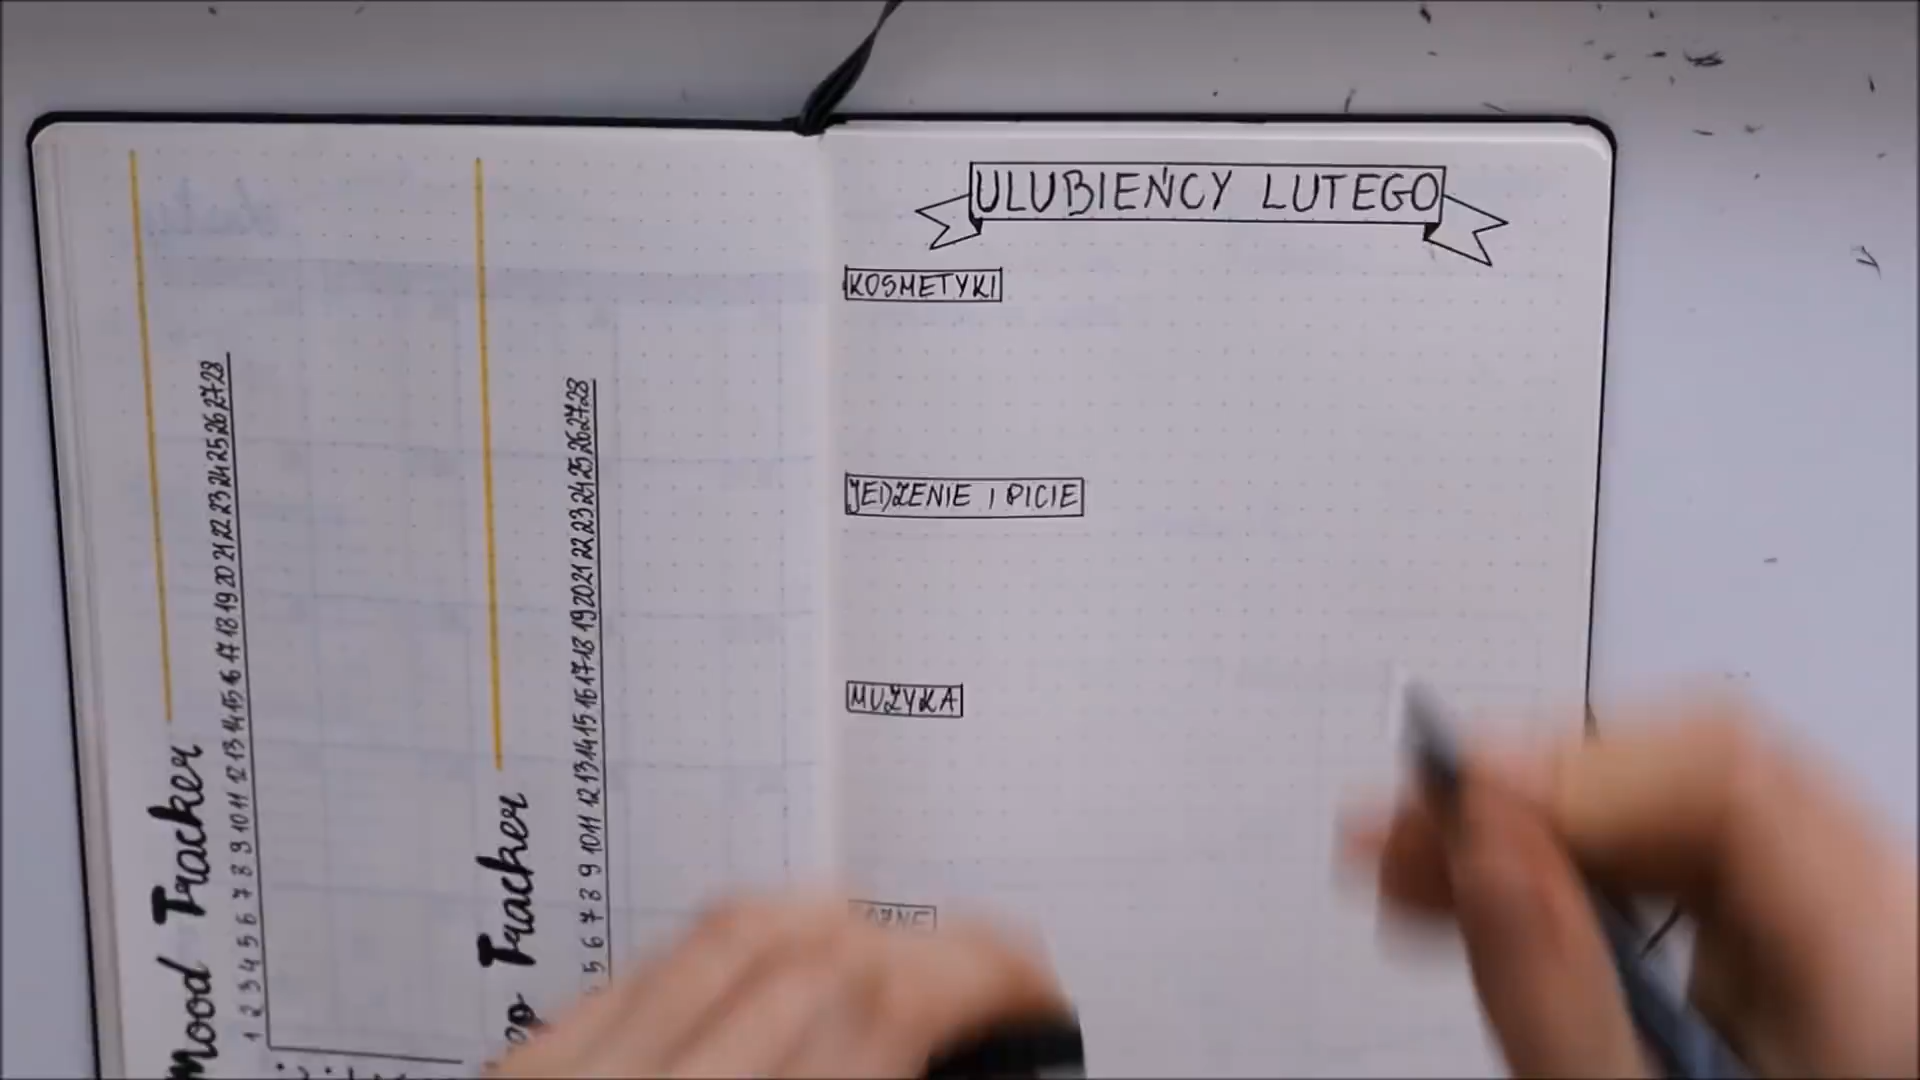 Mood Tracker
1 2 3 4 5 6 7 8 9 10 11 12 13 14 15 16 17 18 19 20 21 22 23 24 25 26 27 28
Tracker
5 6 7 8 9 10 11 12 13 14 15 16 17 18 19 20 21 22 23 24 25 26 27 28
ULUBIEŃCY LUTEGO
KOSMETYKI
JEDZENIE I PICIE
MUZYKA